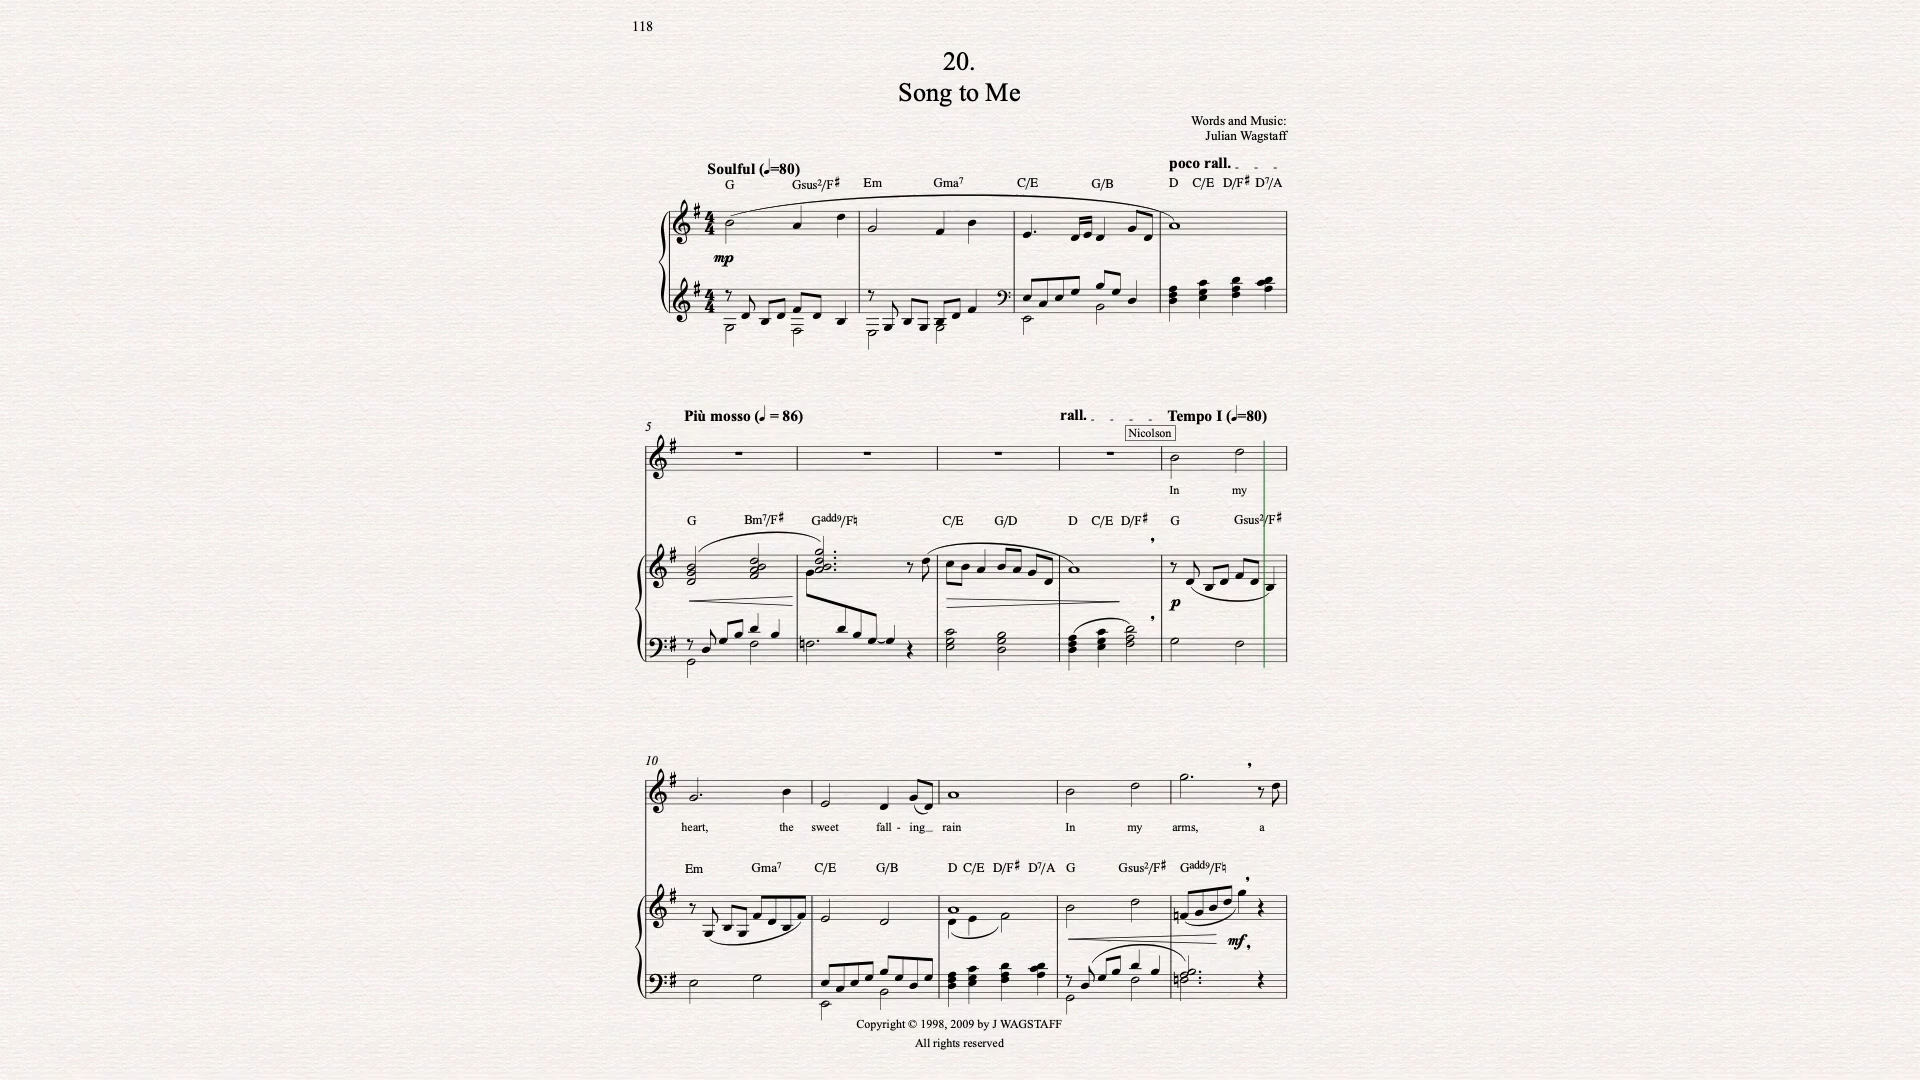 118
20.
Song to Me
Words and Music:
Julian Wagstaff
Soulful (♩=80)
poco rall.
G Gsus²/F♯ Em Gma⁷ C/E G/B D C/E D/F♯ D⁷/A
mp
Più mosso (♩ = 86) rall. Tempo I (♩=80)
5
Nicolson
In my
G Bm⁷/F♯ Gadd⁹/F♮ C/E G/D D C/E D/F♯ G Gsus²/F♯
p
10
heart, the sweet fall - ing_ rain In my arms, a
Em Gma⁷ C/E G/B D C/E D/F♯ D⁷/A G Gsus²/F♯ Gadd⁹/F♮
mf
Copyright © 1998, 2009 by J WAGSTAFF
All rights reserved